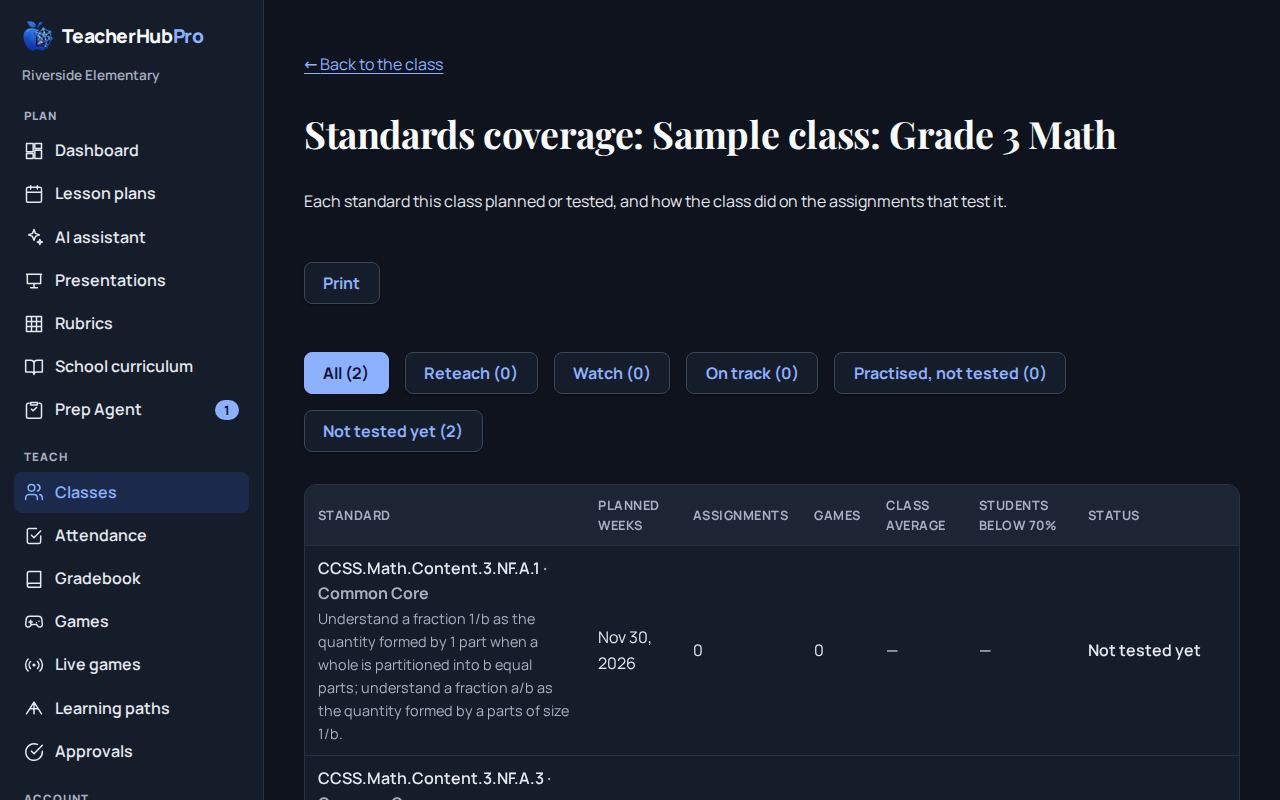 TeacherHubPro
Riverside Elementary
PLAN
Dashboard
Lesson plans
AI assistant
Presentations
Rubrics
School curriculum
Prep Agent
1
TEACH
Classes
Attendance
Gradebook
Games
Live games
Learning paths
Approvals
ACCOUNT
← Back to the class
Standards coverage: Sample class: Grade 3 Math
Each standard this class planned or tested, and how the class did on the assignments that test it.
Print
All (2)
Reteach (0)
Watch (0)
On track (0)
Practised, not tested (0)
Not tested yet (2)
STANDARD
PLANNED
WEEKS
ASSIGNMENTS
GAMES
CLASS
AVERAGE
STUDENTS
BELOW 70%
STATUS
CCSS.Math.Content.3.NF.A.1 ·
Common Core
Understand a fraction 1/b as the
quantity formed by 1 part when a
whole is partitioned into b equal
parts; understand a fraction a/b as
the quantity formed by a parts of size
1/b.
Nov 30,
2026
0
0
—
—
Not tested yet
CCSS.Math.Content.3.NF.A.3 ·